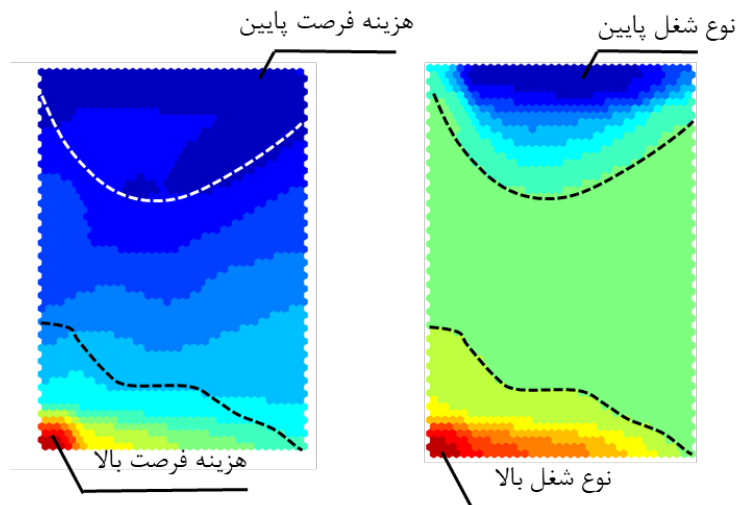 هزینه فرصت پایین
نوع شغل پایین
هزینه فرصت بالا
نوع شغل بالا